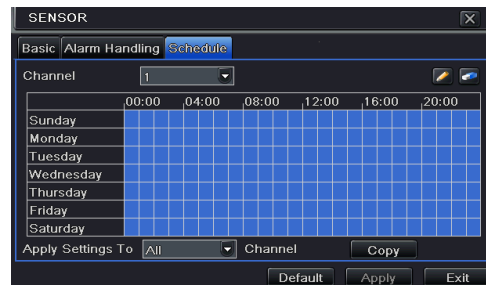 SENSOR
Basic Alarm Handling Schedule
Channel 1
00:00 04:00 08:00 12:00 16:00 20:00
Sunday
Monday
Tuesday
Wednesday
Thursday
Friday
Saturday
Apply Settings To All Channel Copy
Default Apply Exit